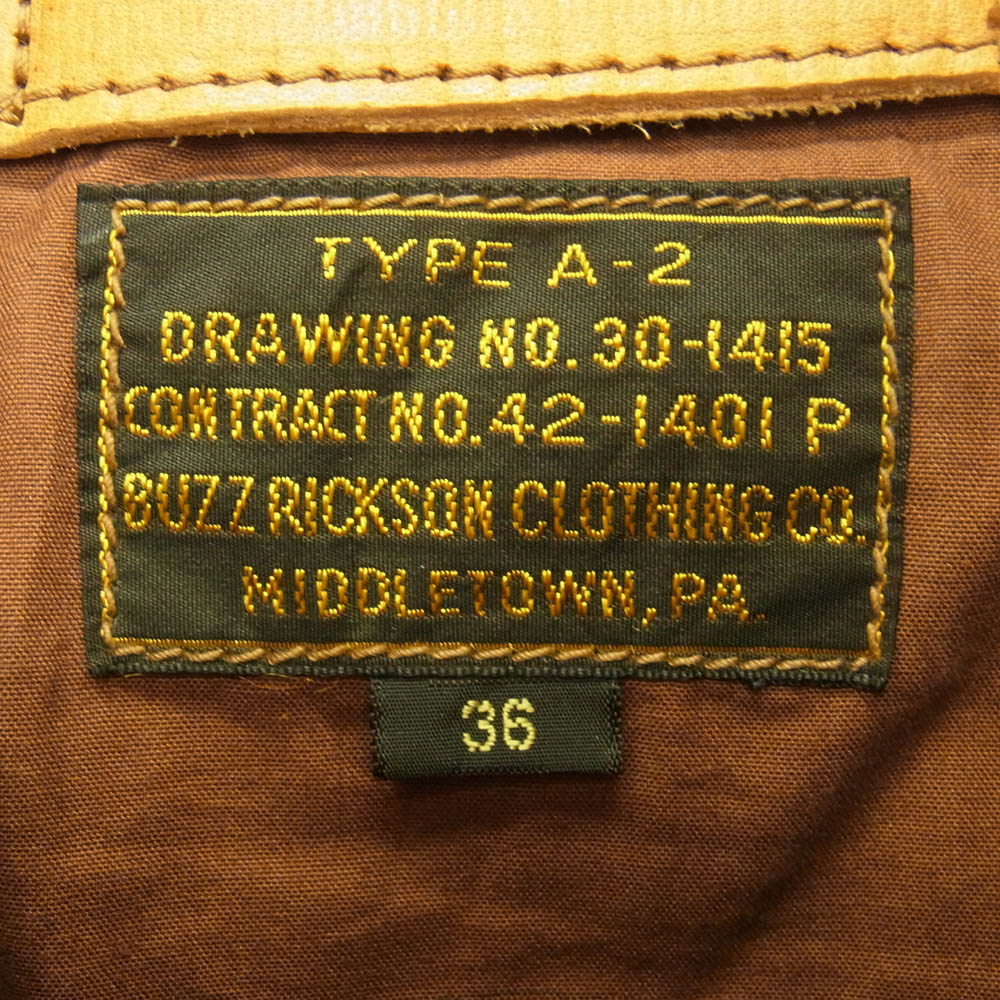 TYPE A-2
DRAWING NO. 30-1415
CONTRACT NO. 42-1401 P
BUZZ RICKSON CLOTHING CO.
MIDDLETOWN, PA.
36